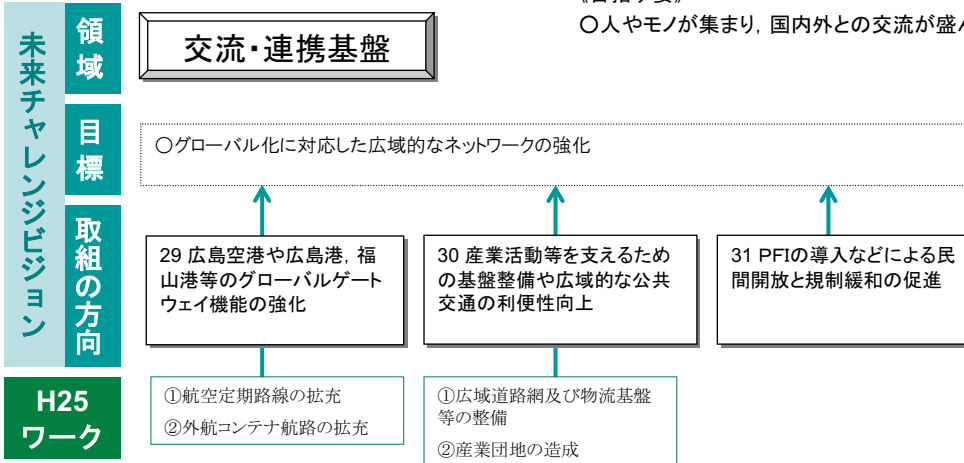 未来チャレンジビジョン
領域
交流・連携基盤
〇人やモノが集まり，国内外との交流が盛
目標
〇グローバル化に対応した広域的なネットワークの強化
取組の方向
29 広島空港や広島港，福
山港等のグローバルゲート
ウェイ機能の強化
30 産業活動等を支えるため
の基盤整備や広域的な公共
交通の利便性向上
31 PFIの導入などによる民
間開放と規制緩和の促進
H25
ワーク
①航空定期路線の拡充
②外航コンテナ航路の拡充
①広域道路網及び物流基盤
等の整備
②産業団地の造成